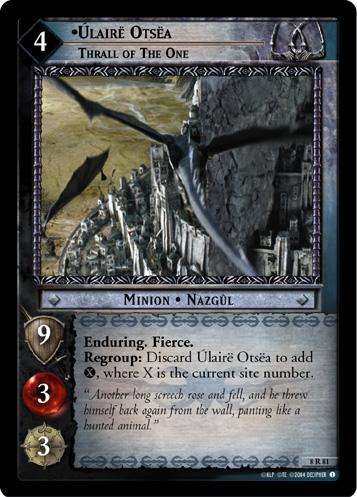 4
•Úlairë Otsëa
Thrall of The One
Minion • Nazgûl
9
3
3
Enduring. Fierce.
Regroup: Discard Úlairë Otsëa to add
Ⓧ, where X is the current site number.
“Another long screech rose and fell, and he threw
himself back again from the wall, panting like a
hunted animal.”
8 R 81
©NLP ©TE ©2004 DECIPHER